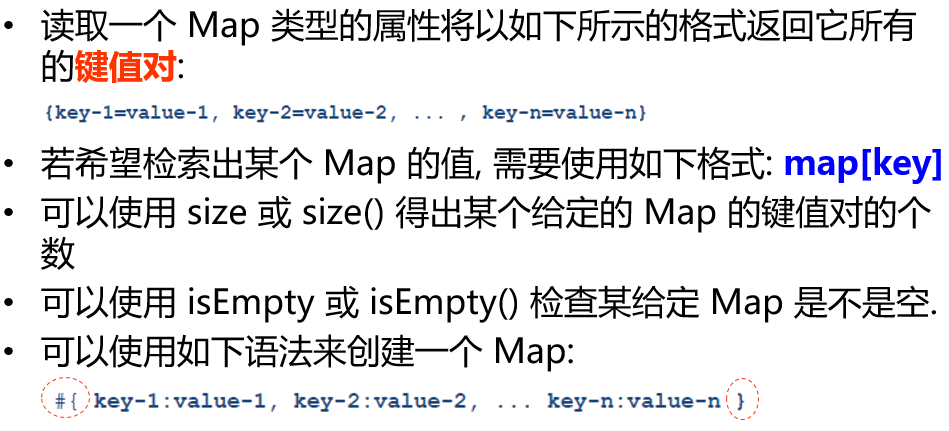 • 读取一个 Map 类型的属性将以如下所示的格式返回它所有
的键值对:
{key-1=value-1, key-2=value-2, ... , key-n=value-n}
• 若希望检索出某个 Map 的值, 需要使用如下格式: map[key]
• 可以使用 size 或 size() 得出某个给定的 Map 的键值对的个
数
• 可以使用 isEmpty 或 isEmpty() 检查某给定 Map 是不是空.
• 可以使用如下语法来创建一个 Map:
#{ key-1:value-1, key-2:value-2, ... key-n:value-n }